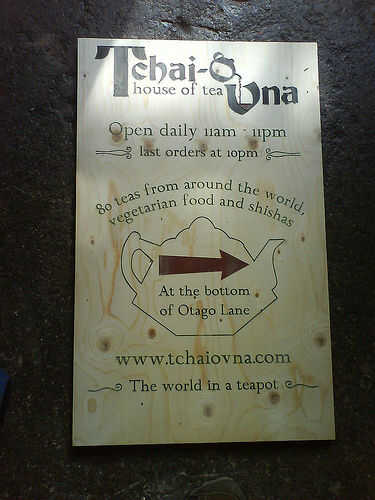 Tchai-Ovna
house of tea
Open daily 11am - 11pm
last orders at 10pm
80 teas from around the world,
vegetarian food and shishas
At the bottom
of Otago Lane
www.tchaiovna.com
The world in a teapot